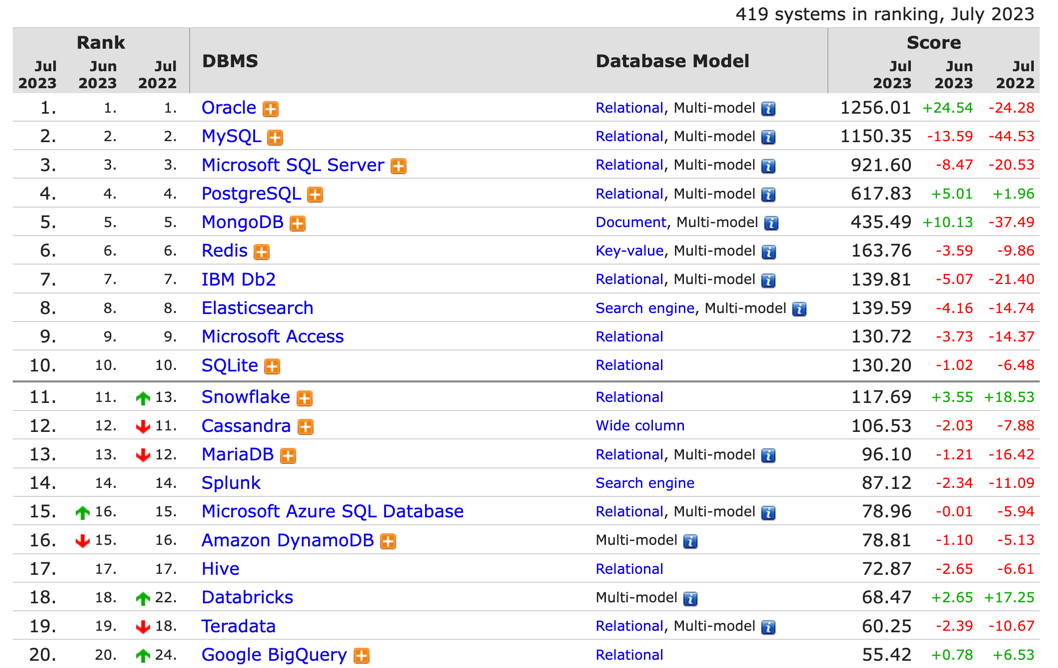 419 systems in ranking, July 2023
Rank DBMS Database Model Score
Jul 2023 Jun 2023 Jul 2022 Jul 2023 Jun 2023 Jul 2022
1. 1. 1. Oracle Relational, Multi-model 1256.01 +24.54 -24.28
2. 2. 2. MySQL Relational, Multi-model 1150.35 -13.59 -44.53
3. 3. 3. Microsoft SQL Server Relational, Multi-model 921.60 -8.47 -20.53
4. 4. 4. PostgreSQL Relational, Multi-model 617.83 +5.01 +1.96
5. 5. 5. MongoDB Document, Multi-model 435.49 +10.13 -37.49
6. 6. 6. Redis Key-value, Multi-model 163.76 -3.59 -9.86
7. 7. 7. IBM Db2 Relational, Multi-model 139.81 -5.07 -21.40
8. 8. 8. Elasticsearch Search engine, Multi-model 139.59 -4.16 -14.74
9. 9. 9. Microsoft Access Relational 130.72 -3.73 -14.37
10. 10. 10. SQLite Relational 130.20 -1.02 -6.48
11. 11. 13. Snowflake Relational 117.69 +3.55 +18.53
12. 12. 11. Cassandra Wide column 106.53 -2.03 -7.88
13. 13. 12. MariaDB Relational, Multi-model 96.10 -1.21 -16.42
14. 14. 14. Splunk Search engine 87.12 -2.34 -11.09
15. 16. 15. Microsoft Azure SQL Database Relational, Multi-model 78.96 -0.01 -5.94
16. 15. 16. Amazon DynamoDB Multi-model 78.81 -1.10 -5.13
17. 17. 17. Hive Relational 72.87 -2.65 -6.61
18. 18. 22. Databricks Multi-model 68.47 +2.65 +17.25
19. 19. 18. Teradata Relational, Multi-model 60.25 -2.39 -10.67
20. 20. 24. Google BigQuery Relational 55.42 +0.78 +6.53